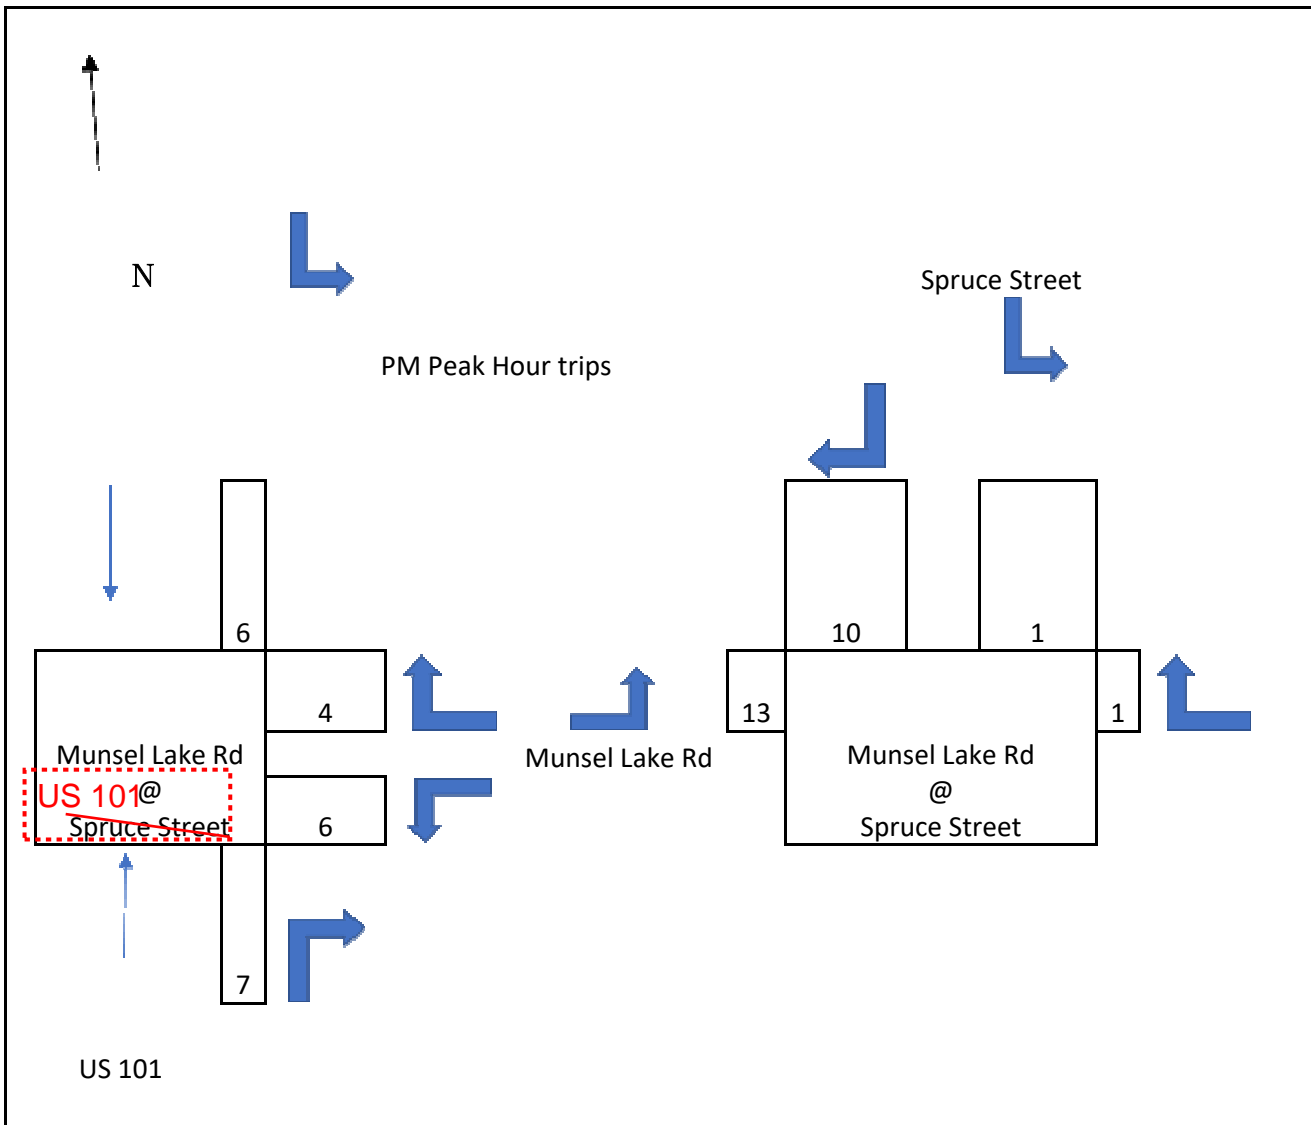 N
Spruce Street
PM Peak Hour trips
6
10
1
4
13
1
Munsel Lake Rd
@
Spruce Street
US 101
6
Munsel Lake Rd
Munsel Lake Rd
@
Spruce Street
7
US 101